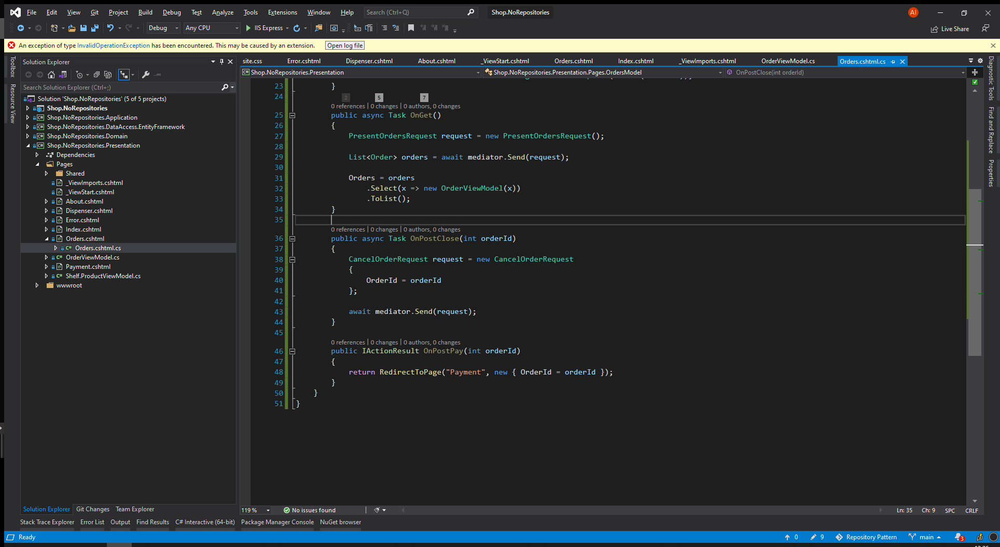 File Edit View Git Project Build Debug Test Analyze Tools Extensions Window Help Search (Ctrl+Q) Shop.NoRepositories AI
Debug Any CPU IIS Express Live Share
An exception of type InvalidOperationException has been encountered. This may be caused by an extension. Open log file
Toolbox
Resource View
Solution Explorer
Search Solution Explorer (Ctrl+;)
Solution 'Shop.NoRepositories' (5 of 5 projects)
Shop.NoRepositories
C# Shop.NoRepositories.Application
C# Shop.NoRepositories.DataAccess.EntityFramework
C# Shop.NoRepositories.Domain
C# Shop.NoRepositories.Presentation
Dependencies
Pages
Shared
_ViewImports.cshtml
_ViewStart.cshtml
About.cshtml
Dispenser.cshtml
Error.cshtml
Index.cshtml
Orders.cshtml
C# Orders.cshtml.cs
C# OrderViewModel.cs
Payment.cshtml
C# Shelf.ProductViewModel.cs
wwwroot
Solution Explorer Git Changes Team Explorer
site.css Error.cshtml Dispenser.cshtml About.cshtml _ViewStart.cshtml Orders.cshtml Index.cshtml _ViewImports.cshtml OrderViewModel.cs Orders.cshtml.cs
C# Shop.NoRepositories.Presentation Shop.NoRepositories.Presentation.Pages.OrdersModel OnPostClose(int orderId)
23 }
24 2 5 7
0 references | 0 changes | 0 authors, 0 changes
25 public async Task OnGet()
26 {
27 PresentOrdersRequest request = new PresentOrdersRequest();
28
29 List<Order> orders = await mediator.Send(request);
30
31 Orders = orders
32 .Select(x => new OrderViewModel(x))
33 .ToList();
34 }
35
0 references | 0 changes | 0 authors, 0 changes
36 public async Task OnPostClose(int orderId)
37 {
38 CancelOrderRequest request = new CancelOrderRequest
39 {
40 OrderId = orderId
41 };
42
43 await mediator.Send(request);
44 }
45
0 references | 0 changes | 0 authors, 0 changes
46 public IActionResult OnPostPay(int orderId)
47 {
48 return RedirectToPage("Payment", new { OrderId = orderId });
49 }
50 }
51 }
Diagnostic Tools
Find and Replace
Properties
119 % No issues found Ln: 35 Ch: 9 SPC CRLF
Stack Trace Explorer Error List Output Find Results C# Interactive (64-bit) Package Manager Console NuGet browser
Ready 0 9 Repository Pattern main 3